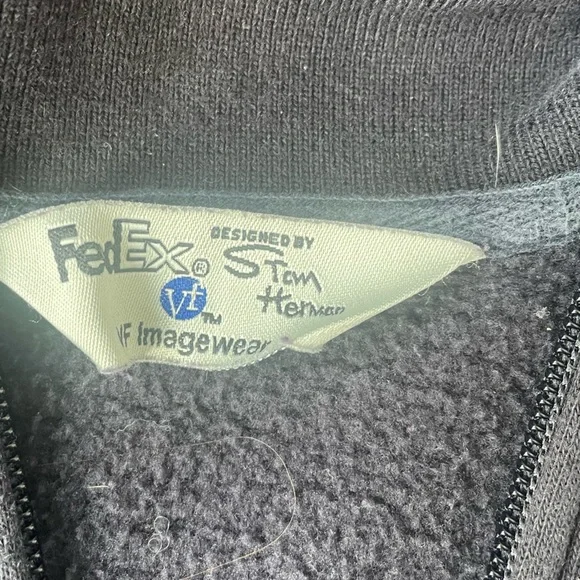 FedEx®
DESIGNED BY
Stan
Herman
Vf™
VF Imagewear